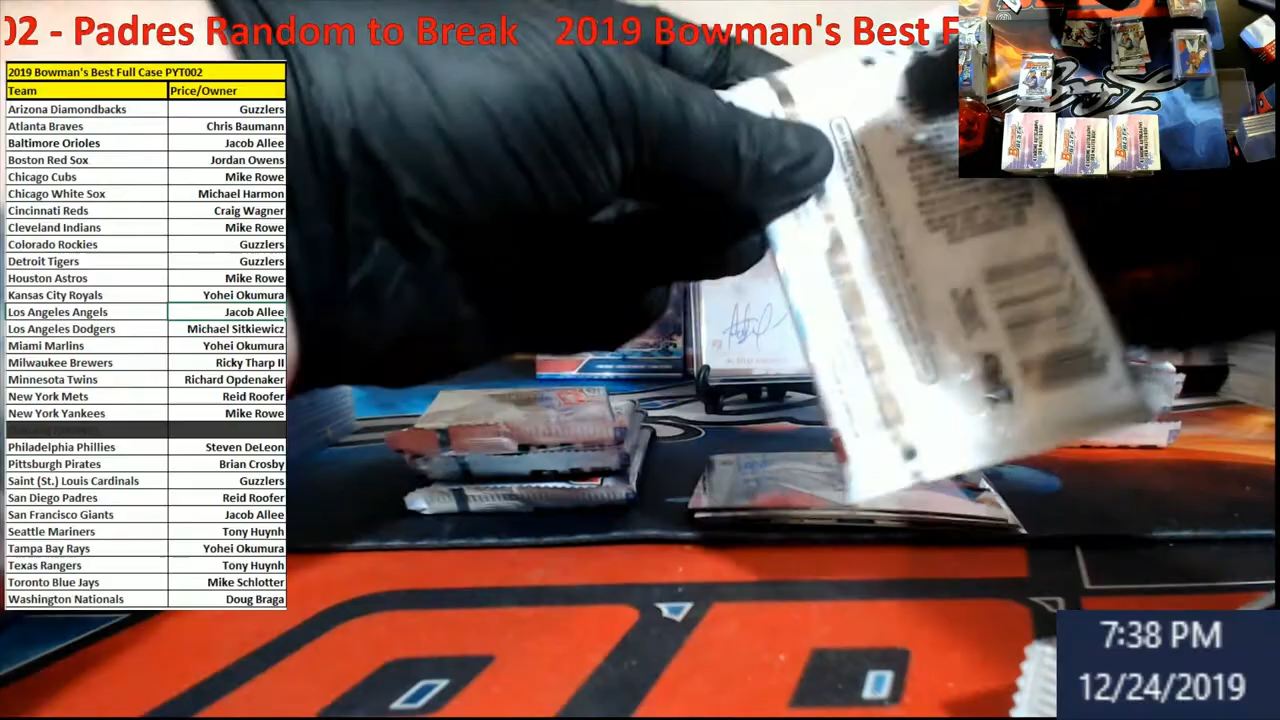 02 - Padres Random to Break 2019 Bowman's Best F
2019 Bowman's Best Full Case PYT002
Team Price/Owner
Arizona Diamondbacks Guzzlers
Atlanta Braves Chris Baumann
Baltimore Orioles Jacob Allee
Boston Red Sox Jordan Owens
Chicago Cubs Mike Rowe
Chicago White Sox Michael Harmon
Cincinnati Reds Craig Wagner
Cleveland Indians Mike Rowe
Colorado Rockies Guzzlers
Detroit Tigers Guzzlers
Houston Astros Mike Rowe
Kansas City Royals Yohei Okumura
Los Angeles Angels Jacob Allee
Los Angeles Dodgers Michael Sitkiewicz
Miami Marlins Yohei Okumura
Milwaukee Brewers Ricky Tharp II
Minnesota Twins Richard Opdenaker
New York Mets Reid Roofer
New York Yankees Mike Rowe
Philadelphia Phillies Steven DeLeon
Pittsburgh Pirates Brian Crosby
Saint (St.) Louis Cardinals Guzzlers
San Diego Padres Reid Roofer
San Francisco Giants Jacob Allee
Seattle Mariners Tony Huynh
Tampa Bay Rays Yohei Okumura
Texas Rangers Tony Huynh
Toronto Blue Jays Mike Schlotter
Washington Nationals Doug Braga
7:38 PM
12/24/2019